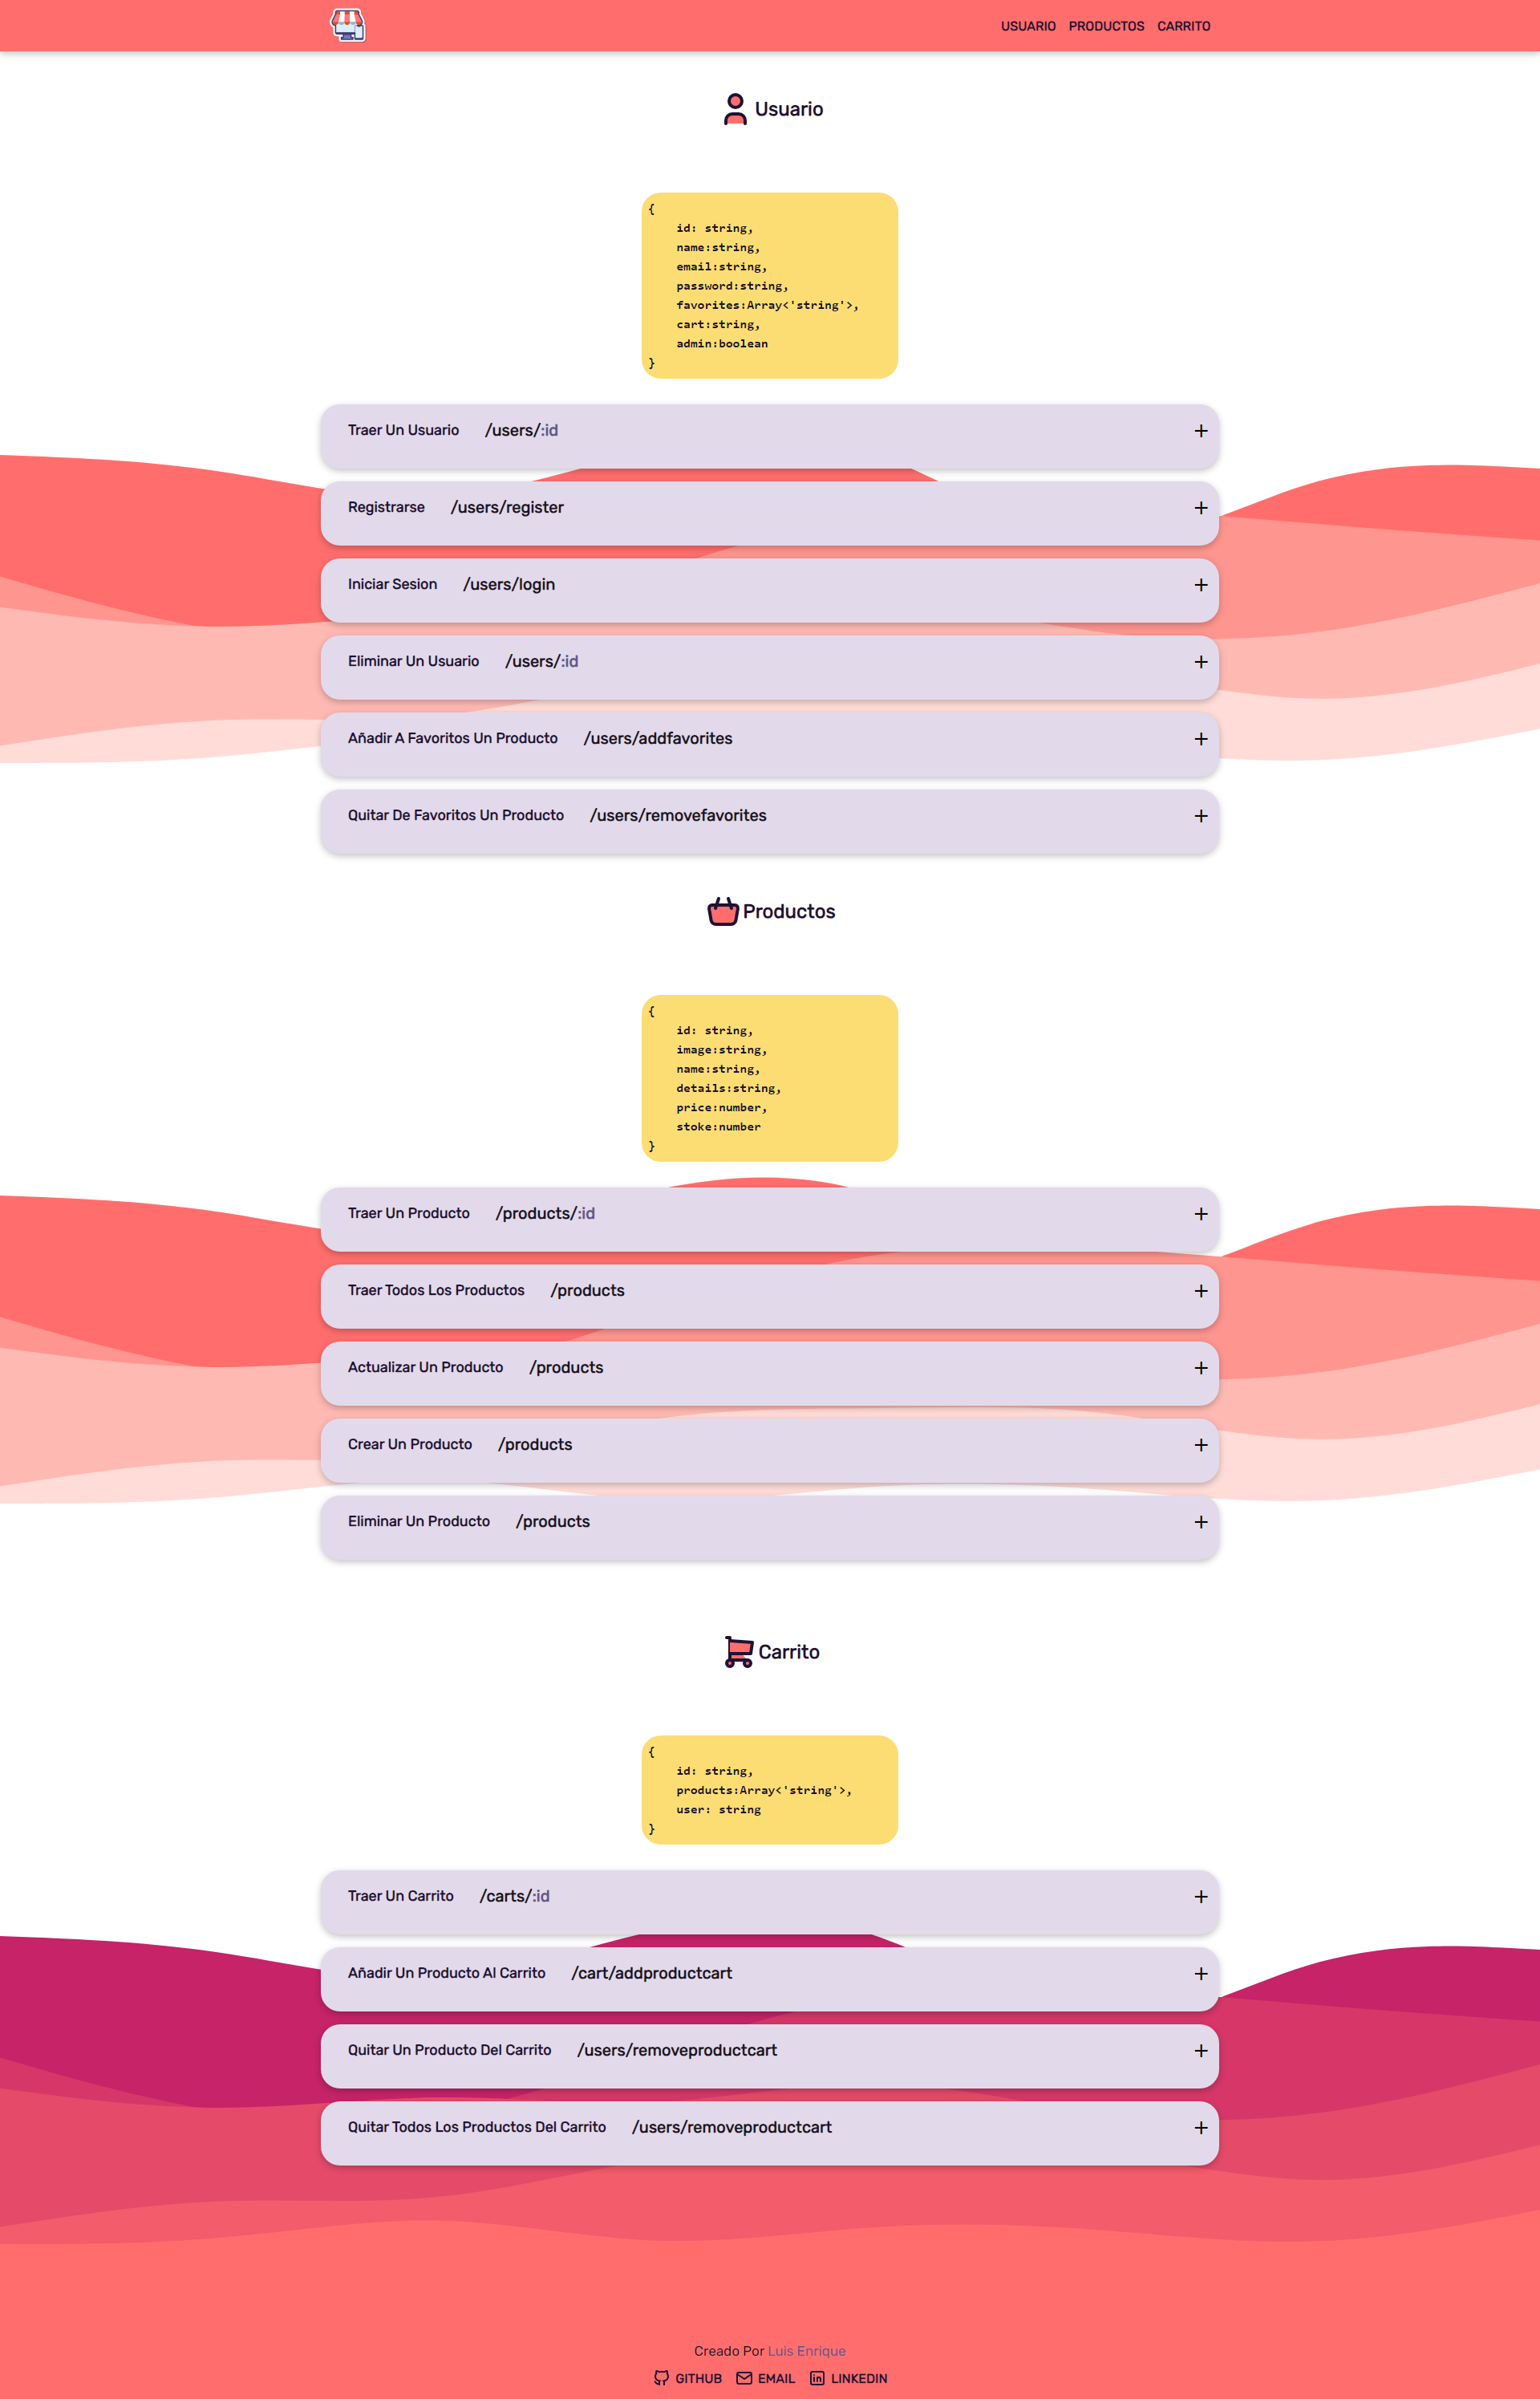 USUARIO PRODUCTOS CARRITO
Usuario
{
id: string,
name:string,
email:string,
password:string,
favorites:Array<'string'>,
cart:string,
admin:boolean
}
Traer Un Usuario /users/:id +
Registrarse /users/register +
Iniciar Sesion /users/login +
Eliminar Un Usuario /users/:id +
Añadir A Favoritos Un Producto /users/addfavorites +
Quitar De Favoritos Un Producto /users/removefavorites +
Productos
{
id: string,
image:string,
name:string,
details:string,
price:number,
stoke:number
}
Traer Un Producto /products/:id +
Traer Todos Los Productos /products +
Actualizar Un Producto /products +
Crear Un Producto /products +
Eliminar Un Producto /products +
Carrito
{
id: string,
products:Array<'string'>,
user: string
}
Traer Un Carrito /carts/:id +
Añadir Un Producto Al Carrito /cart/addproductcart +
Quitar Un Producto Del Carrito /users/removeproductcart +
Quitar Todos Los Productos Del Carrito /users/removeproductcart +
Creado Por Luis Enrique
GITHUB EMAIL LINKEDIN